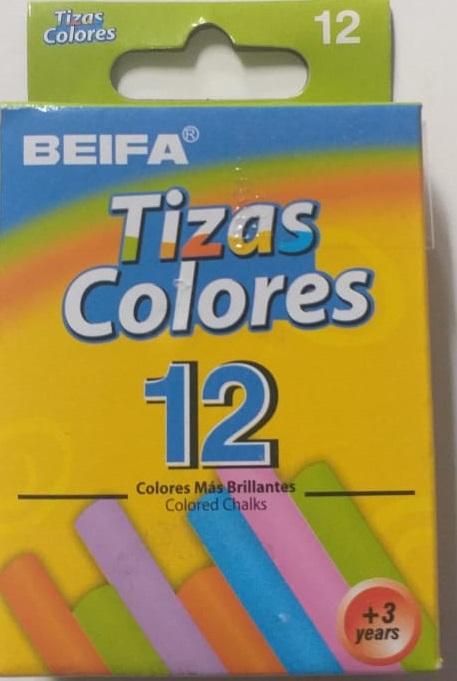 Tizas
Colores
12
BEIFA®
Tizas
Colores
12
Colores Más Brillantes
Colored Chalks
+3
years